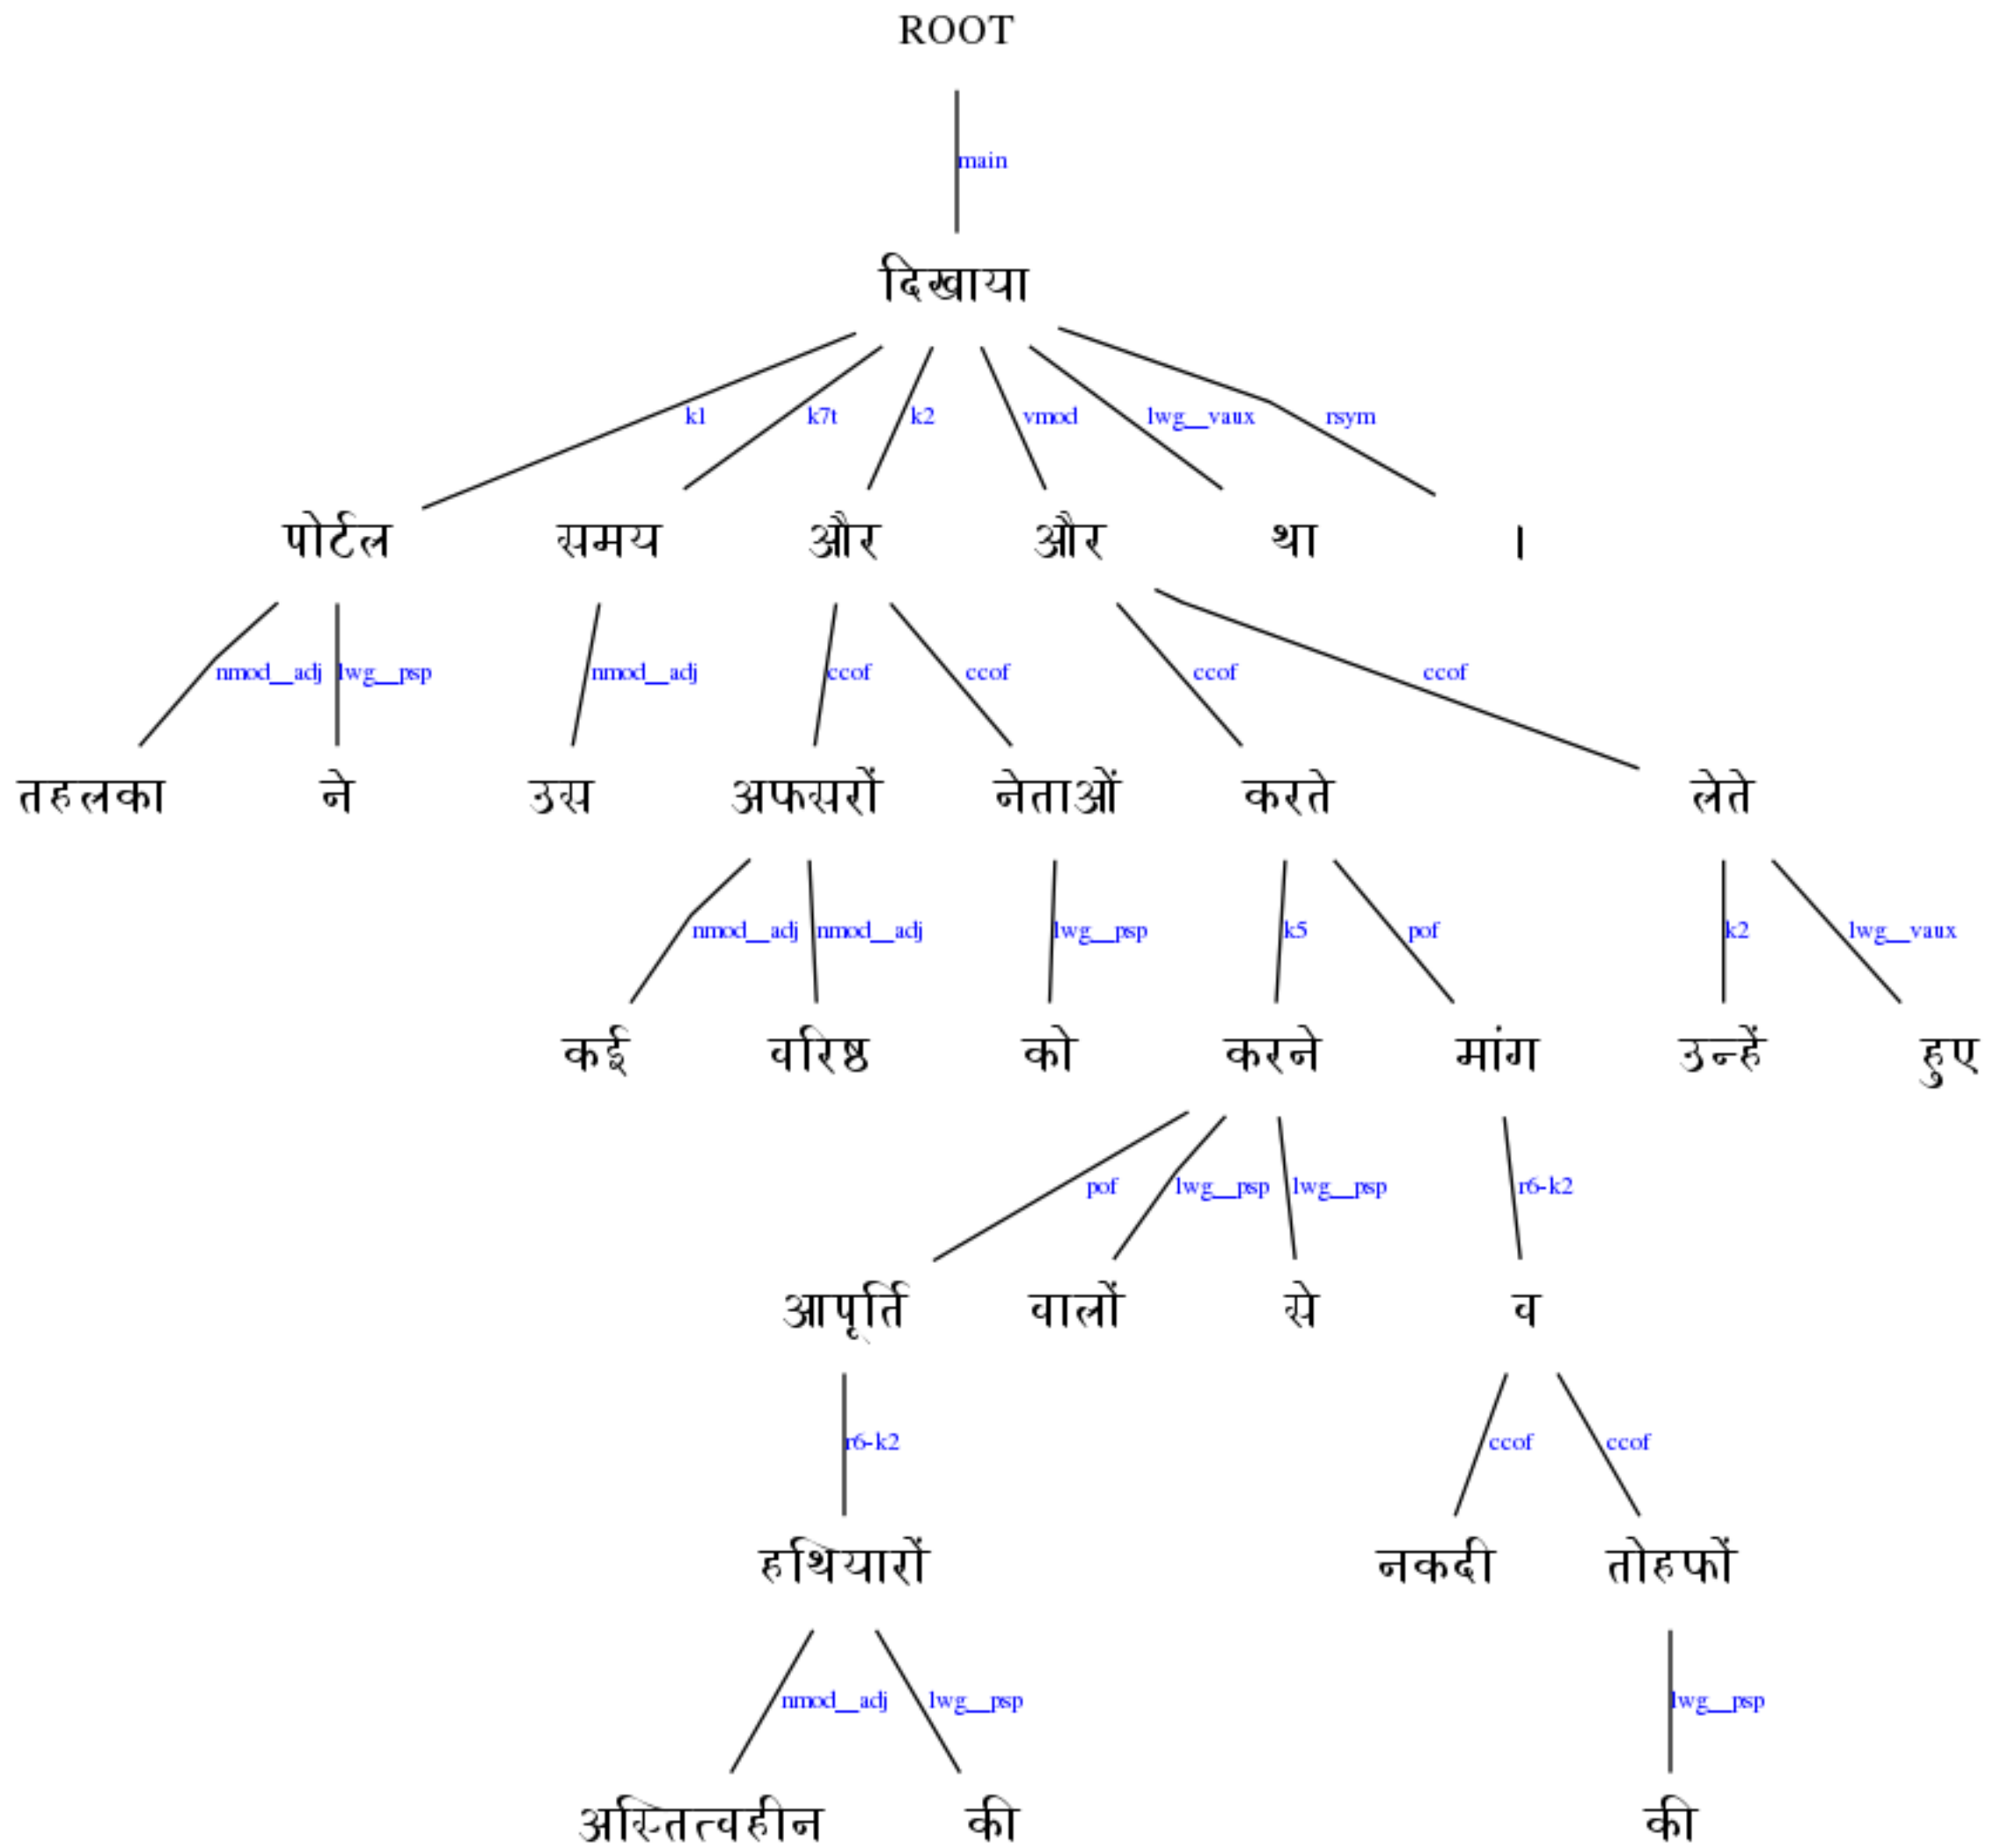 ROOT
main
दिखाया
k1 k7t k2 vmod lwg__vaux rsym
पोर्टल समय और और था ।
nmod__adj lwg__psp nmod__adj ccof ccof ccof ccof
तहलका ने उस अफसरों नेताओं करते लेते
nmod__adj nmod__adj lwg__psp k5 pof k2 lwg__vaux
कई वरिष्ठ को करने मांग उन्हें हुए
pof lwg__psp lwg__psp r6-k2
आपूर्ति वालों से व
r6-k2 ccof ccof
हथियारों नकदी तोहफों
nmod__adj lwg__psp lwg__psp
अस्तित्वहीन की की